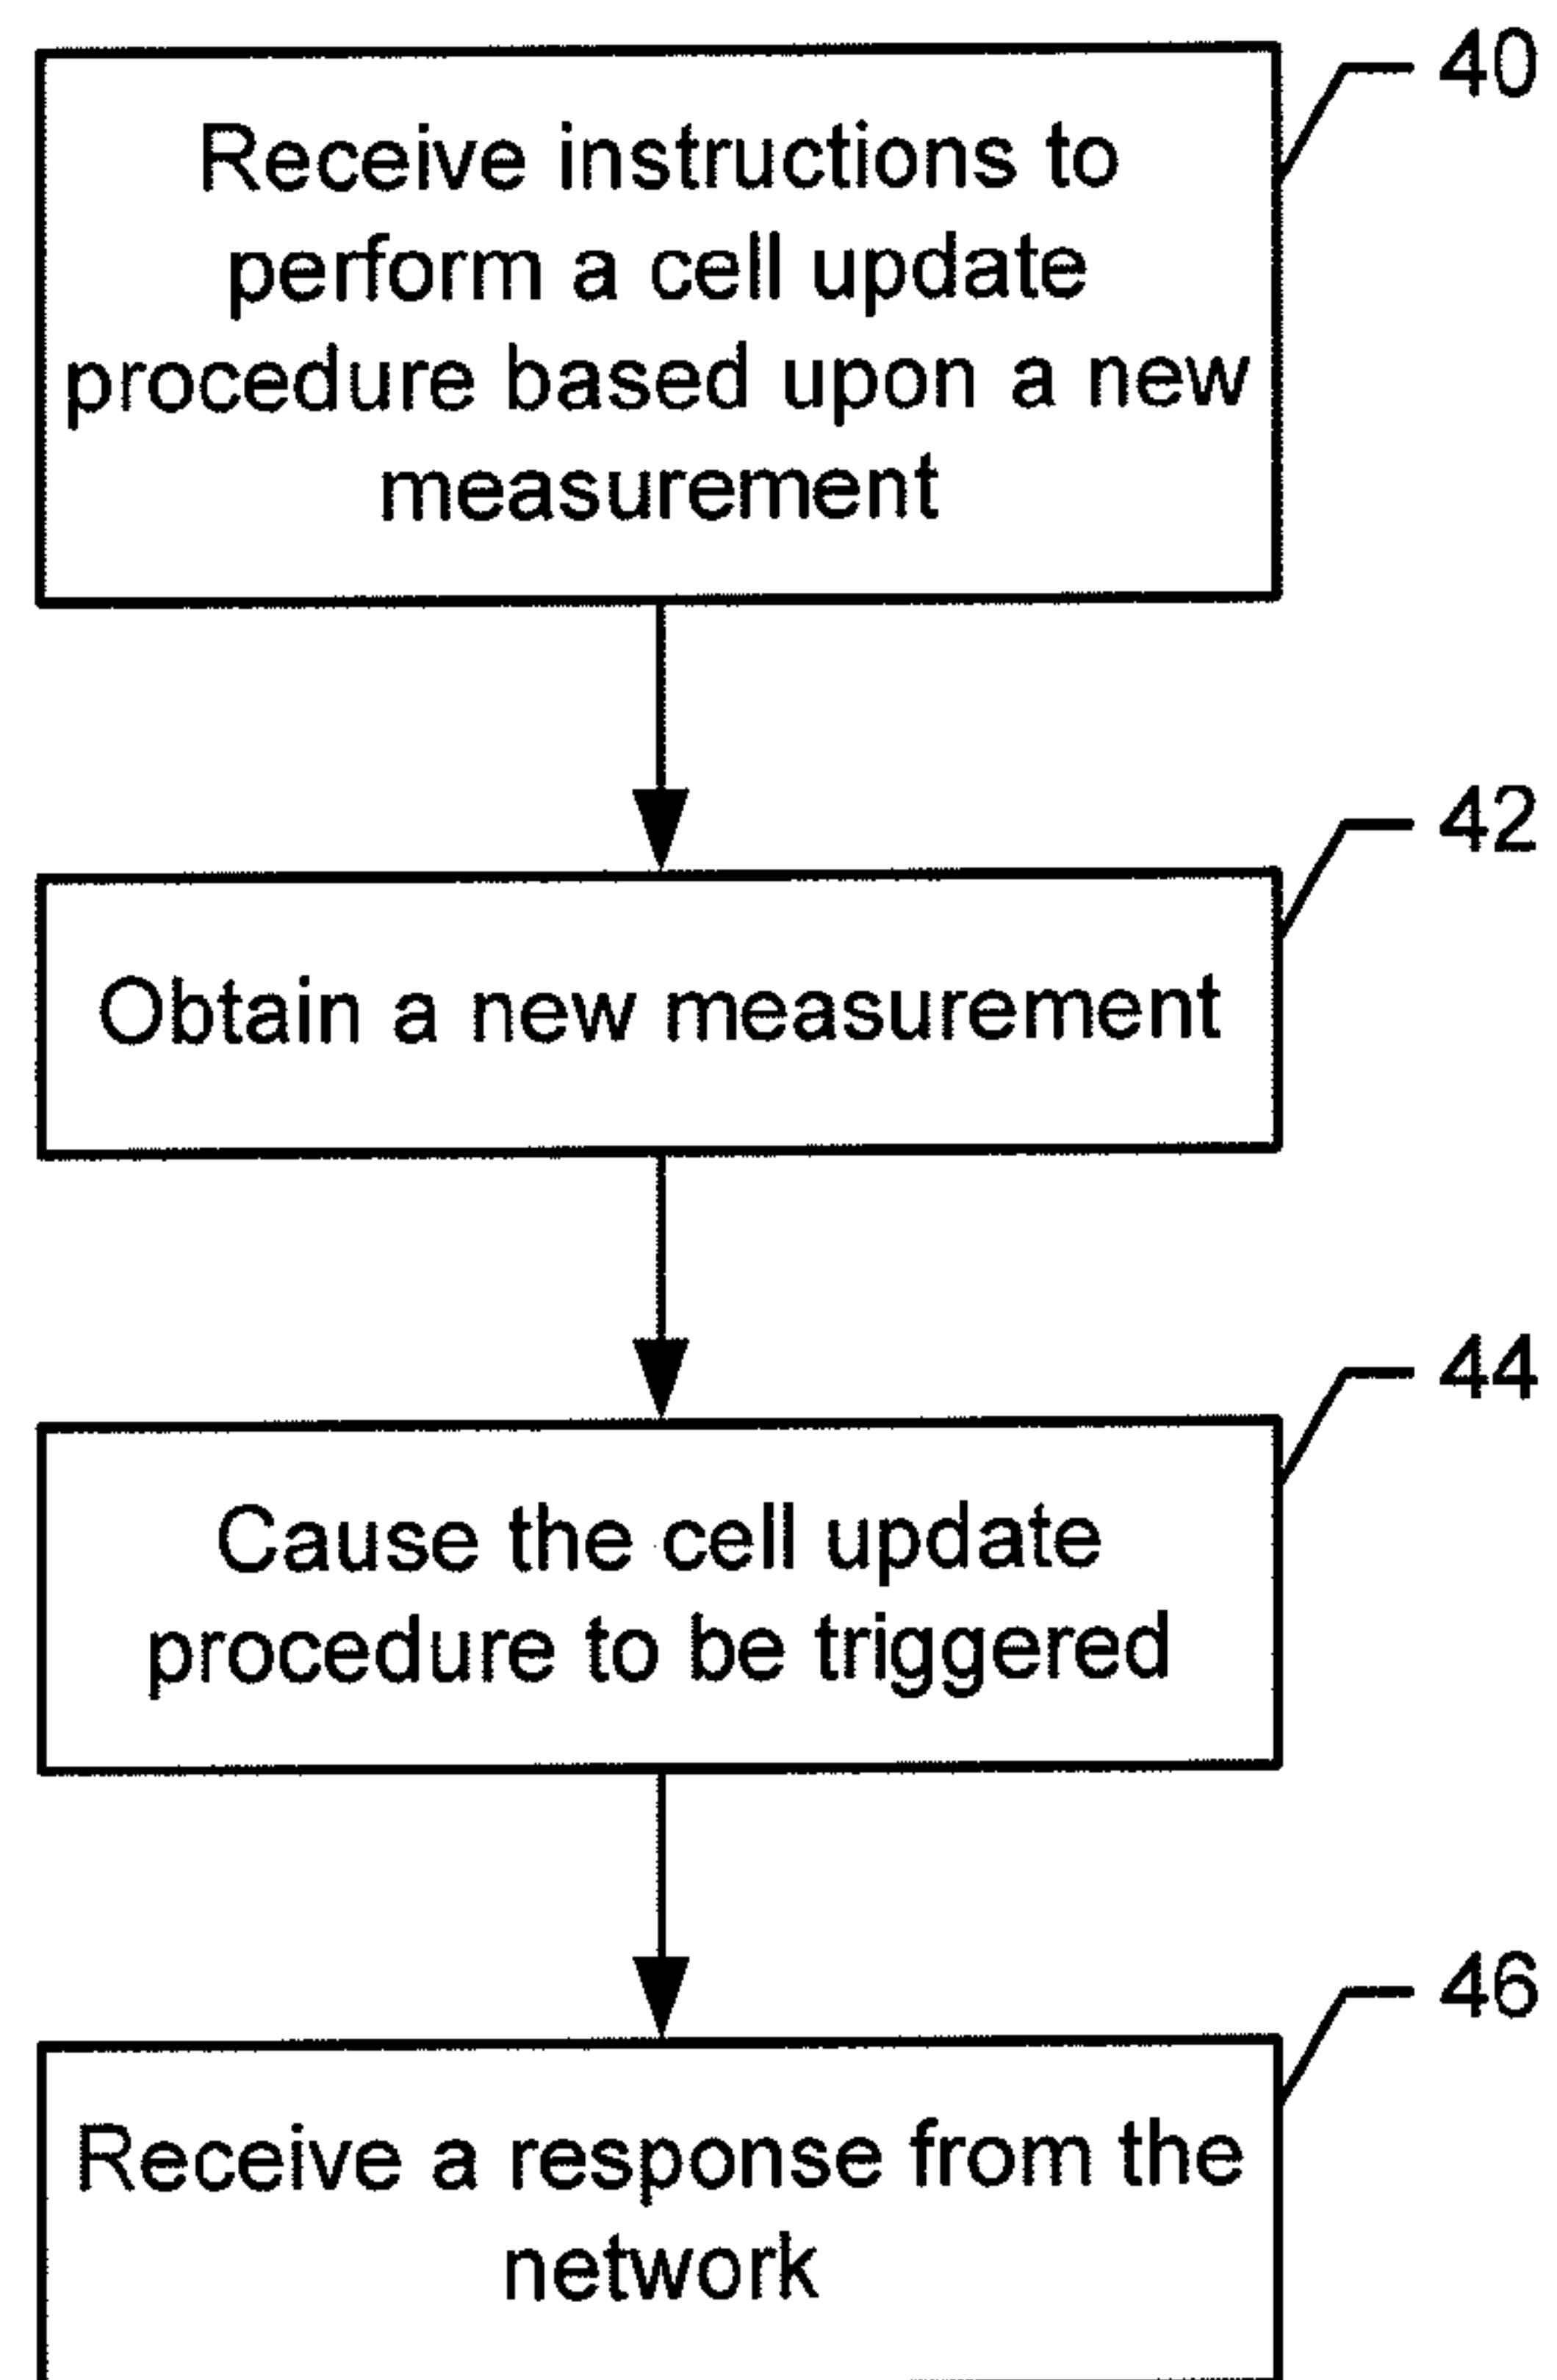 40
Receive instructions to
perform a cell update
procedure based upon a new
measurement
42
Obtain a new measurement
44
Cause the cell update
procedure to be triggered
46
Receive a response from the
network